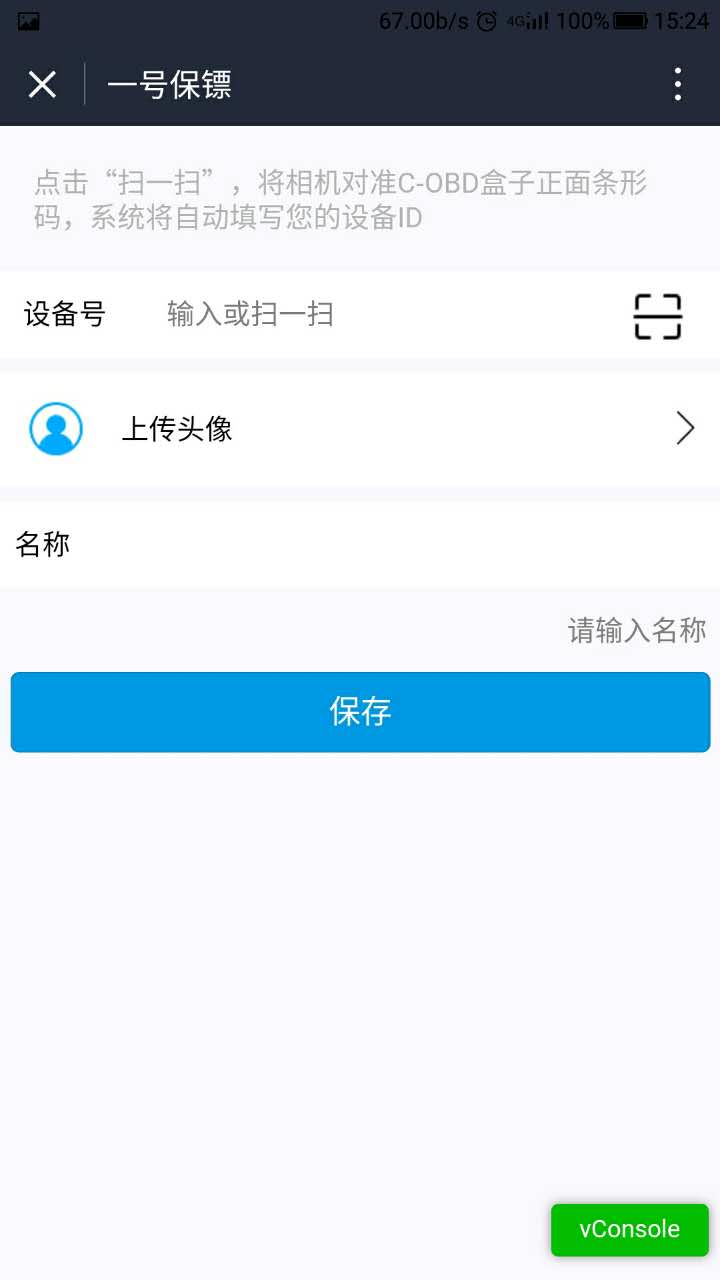 67.00b/s 4G 100% 15:24
一号保镖
点击“扫一扫”，将相机对准C-OBD盒子正面条形
码，系统将自动填写您的设备ID
设备号 输入或扫一扫
上传头像
名称
请输入名称
保存
vConsole